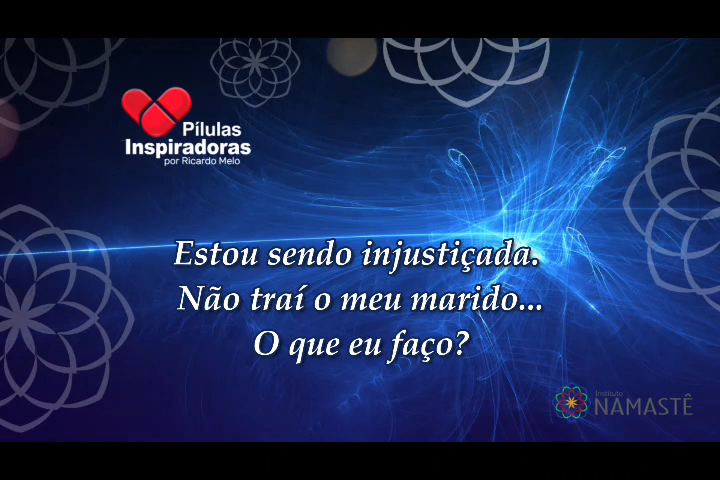 Pílulas
Inspiradoras
por Ricardo Melo
Estou sendo injustiçada.
Não traí o meu marido...
O que eu faço?
Instituto
NAMASTÊ